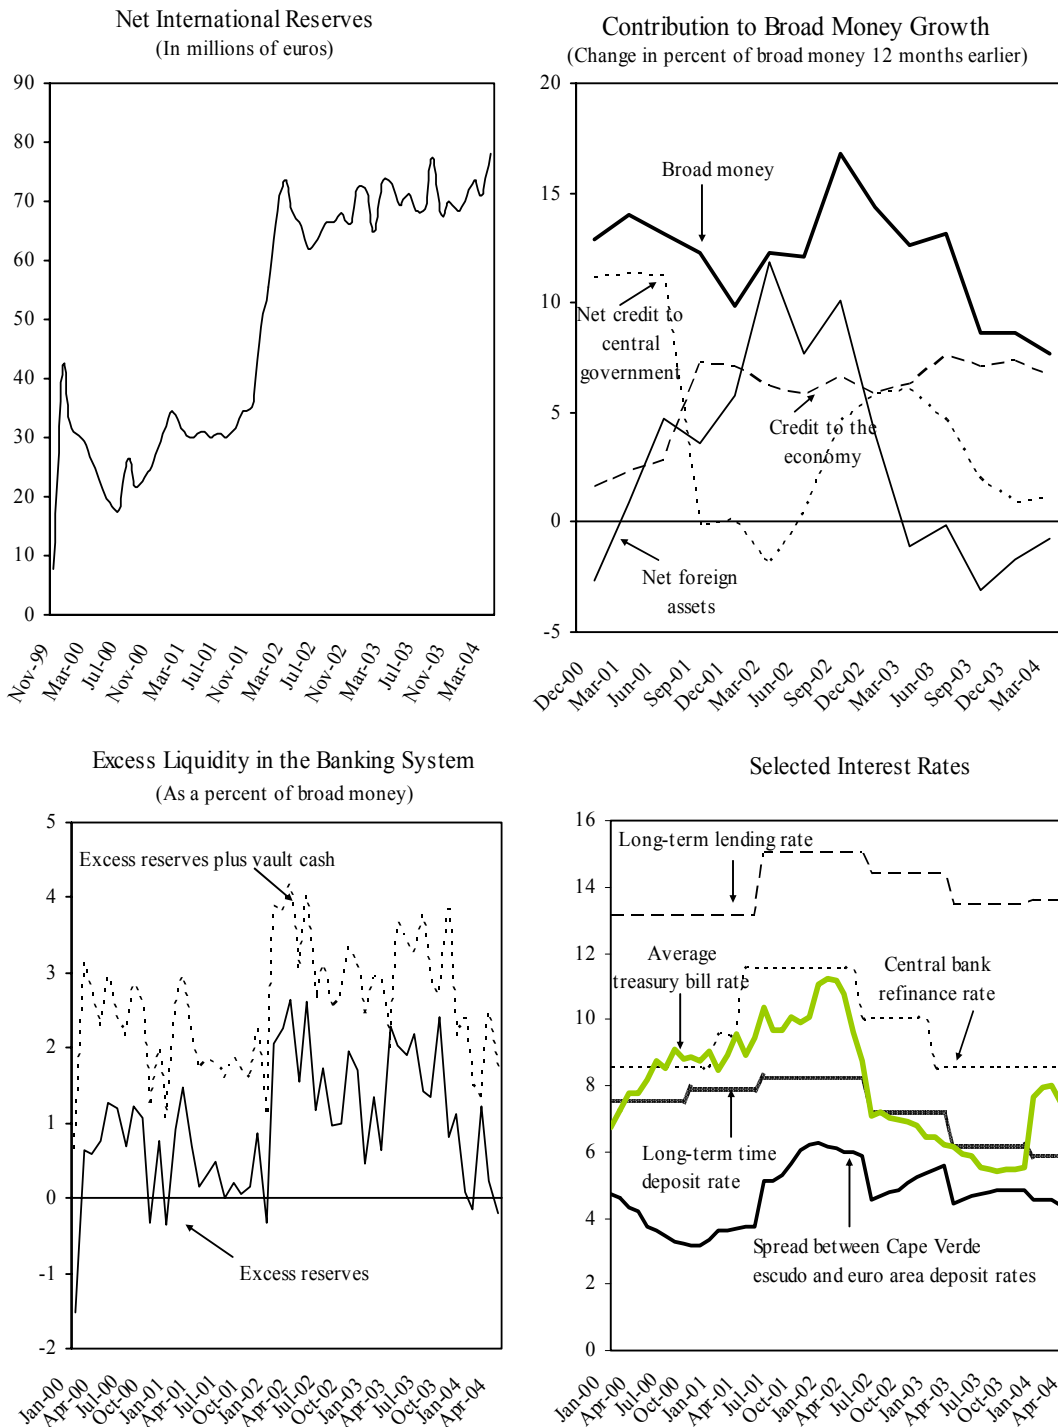 Net International Reserves
(In millions of euros)
90
80
70
60
50
40
30
20
10
0
Nov-99
Mar-00
Jul-00
Nov-00
Mar-01
Jul-01
Nov-01
Mar-02
Jul-02
Nov-02
Mar-03
Jul-03
Nov-03
Mar-04
Contribution to Broad Money Growth
(Change in percent of broad money 12 months earlier)
20
15
10
5
0
-5
Broad money
Net credit to
central
government
Credit to the
economy
Net foreign
assets
Dec-00
Mar-01
Jun-01
Sep-01
Dec-01
Mar-02
Jun-02
Sep-02
Dec-02
Mar-03
Jun-03
Sep-03
Dec-03
Mar-04
Excess Liquidity in the Banking System
(As a percent of broad money)
5
4
3
2
1
0
-1
-2
Excess reserves plus vault cash
Excess reserves
Jan-00
Apr-00
Jul-00
Oct-00
Jan-01
Apr-01
Jul-01
Oct-01
Jan-02
Apr-02
Jul-02
Oct-02
Jan-03
Apr-03
Jul-03
Oct-03
Jan-04
Apr-04
Selected Interest Rates
16
14
12
10
8
6
4
2
0
Long-term lending rate
Average
treasury bill rate
Central bank
refinance rate
Long-term time
deposit rate
Spread between Cape Verde
escudo and euro area deposit rates
Jan-00
Apr-00
Jul-00
Oct-00
Jan-01
Apr-01
Jul-01
Oct-01
Jan-02
Apr-02
Jul-02
Oct-02
Jan-03
Apr-03
Jul-03
Oct-03
Jan-04
Apr-04